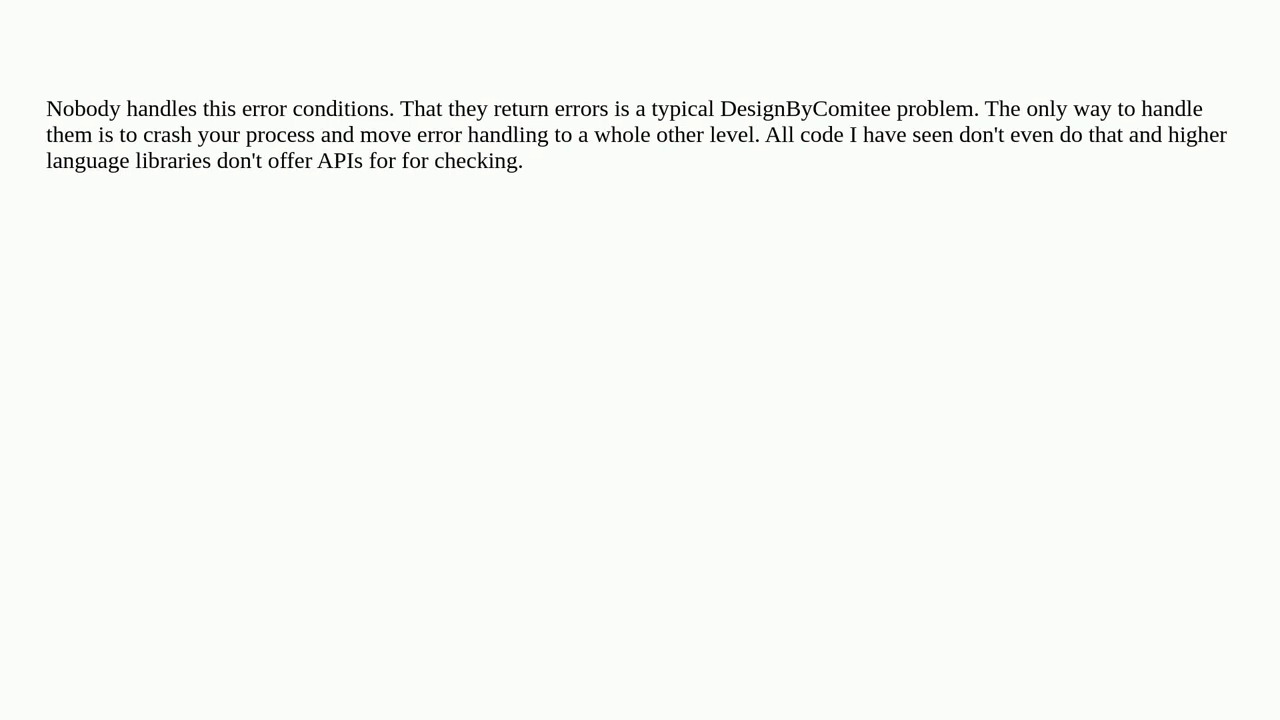 Nobody handles this error conditions. That they return errors is a typical DesignByComitee problem. The only way to handle
them is to crash your process and move error handling to a whole other level. All code I have seen don't even do that and higher
language libraries don't offer APIs for for checking.